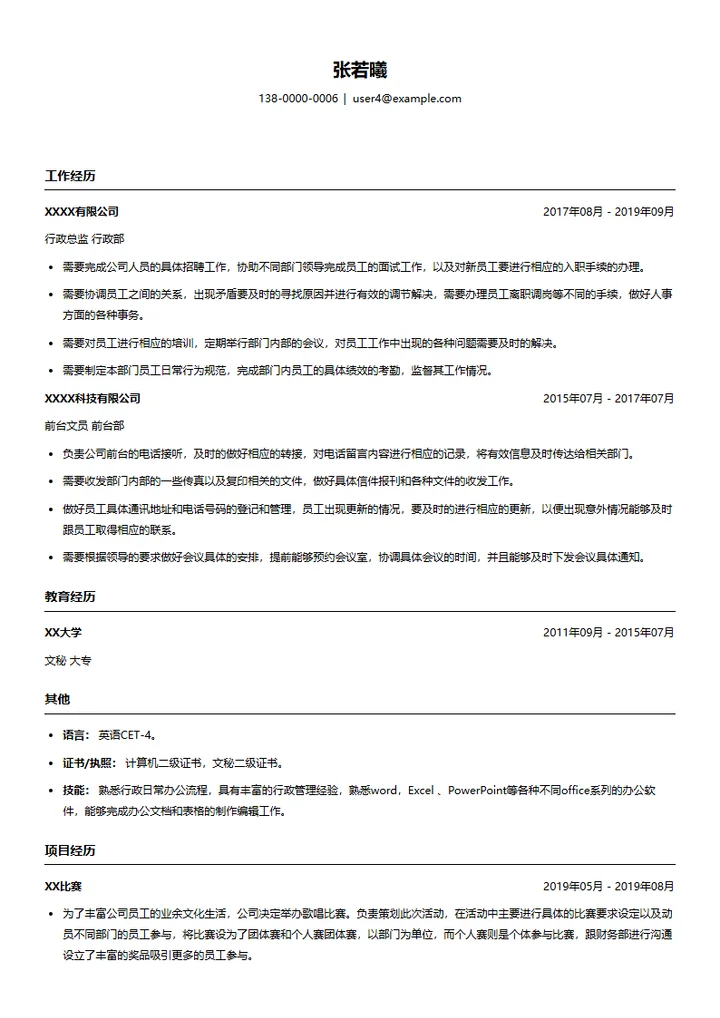 张若曦
138-0000-0006 | user4@example.com
工作经历
XXXX有限公司 2017年08月 - 2019年09月
行政总监 行政部
• 需要完成公司人员的具体招聘工作，协助不同部门领导完成员工的面试工作，以及对新员工要进行相应的入职手续的办理。
• 需要协调员工之间的关系，出现矛盾要及时的寻找原因并进行有效的调节解决，需要办理员工离职调岗等不同的手续，做好人事
方面的各种事务。
• 需要对员工进行相应的培训，定期举行部门内部的会议，对员工工作中出现的各种问题需要及时的解决。
• 需要制定本部门员工日常行为规范，完成部门内员工的具体绩效的考勤，监督其工作情况。
XXXX科技有限公司 2015年07月 - 2017年07月
前台文员 前台部
• 负责公司前台的电话接听，及时的做好相应的转接，对电话留言内容进行相应的记录，将有效信息及时传达给相关部门。
• 需要收发部门内部的一些传真以及复印相关的文件，做好具体信件报刊和各种文件的收发工作。
• 做好员工具体通讯地址和电话号码的登记和管理，员工出现更新的情况，要及时的进行相应的更新，以便出现意外情况能够及时
跟员工取得相应的联系。
• 需要根据领导的要求做好会议具体的安排，提前能够预约会议室，协调具体会议的时间，并且能够及时下发会议具体通知。
教育经历
XX大学 2011年09月 - 2015年07月
文秘 大专
其他
• 语言： 英语CET-4。
• 证书/执照： 计算机二级证书，文秘二级证书。
• 技能： 熟悉行政日常办公流程，具有丰富的行政管理经验，熟悉word，Excel 、PowerPoint等各种不同office系列的办公软
件，能够完成办公文档和表格的制作编辑工作。
项目经历
XX比赛 2019年05月 - 2019年08月
• 为了丰富公司员工的业余文化生活，公司决定举办歌唱比赛。负责策划此次活动，在活动中主要进行具体的比赛要求设定以及动
员不同部门的员工参与，将比赛设为了团体赛和个人赛团体赛，以部门为单位，而个人赛则是个体参与比赛，跟财务部进行沟通
设立了丰富的奖品吸引更多的员工参与。